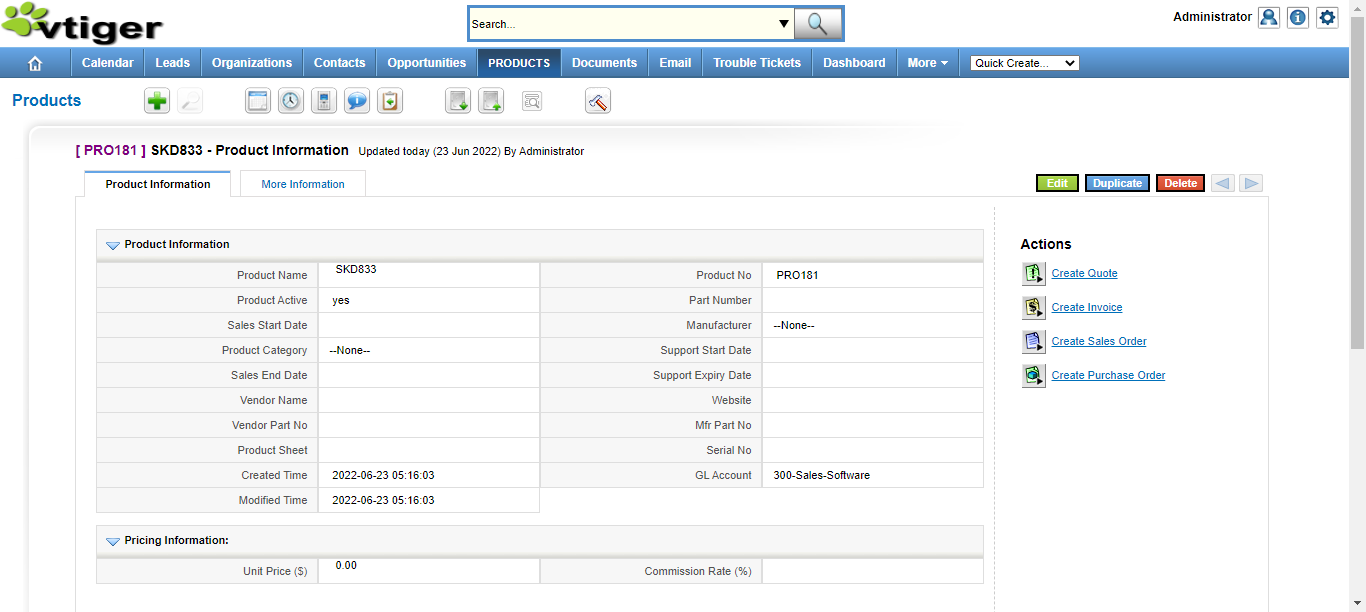 vtiger
Search...
Administrator
Calendar Leads Organizations Contacts Opportunities PRODUCTS Documents Email Trouble Tickets Dashboard More Quick Create...
Products
[ PRO181 ] SKD833 - Product Information Updated today (23 Jun 2022) By Administrator
Product Information More Information
Edit Duplicate Delete
Product Information
Product Name SKD833 Product No PRO181
Product Active yes Part Number
Sales Start Date Manufacturer --None--
Product Category --None-- Support Start Date
Sales End Date Support Expiry Date
Vendor Name Website
Vendor Part No Mfr Part No
Product Sheet Serial No
Created Time 2022-06-23 05:16:03 GL Account 300-Sales-Software
Modified Time 2022-06-23 05:16:03
Pricing Information:
Unit Price ($) 0.00 Commission Rate (%)
Actions
Create Quote
Create Invoice
Create Sales Order
Create Purchase Order